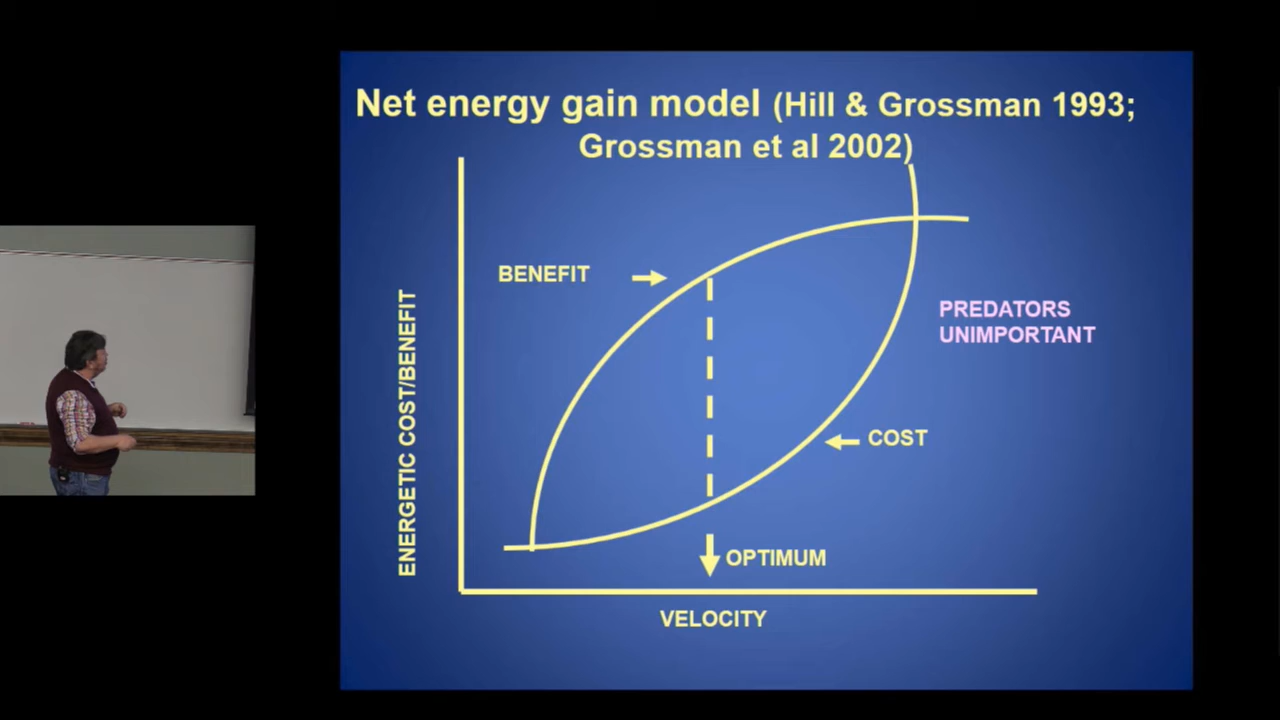 Net energy gain model (Hill & Grossman 1993;
Grossman et al 2002)
BENEFIT
PREDATORS
UNIMPORTANT
ENERGETIC COST/BENEFIT
COST
OPTIMUM
VELOCITY